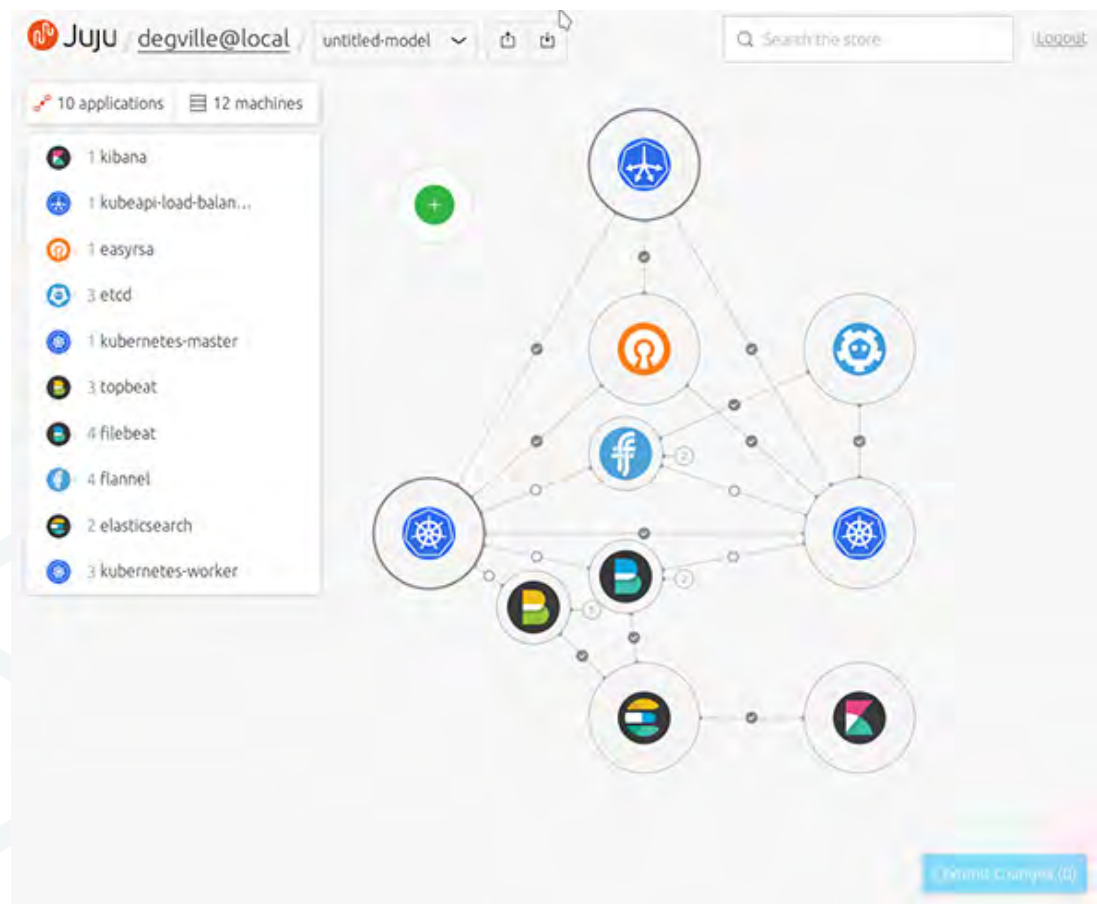 JUJU / degville@local / untitled-model
Search the store
Logout
10 applications 12 machines
1 kibana
1 kubeapi-load-balan...
1 easyrsa
3 etcd
1 kubernetes-master
3 topbeat
4 filebeat
4 flannel
2 elasticsearch
3 kubernetes-worker
2
2
Changes (0)